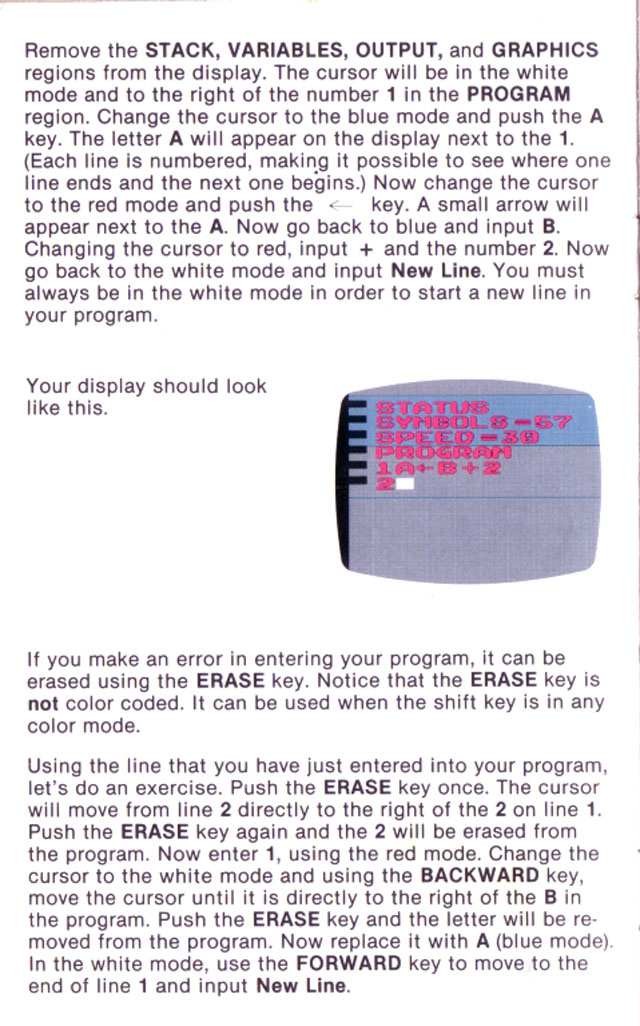 Remove the STACK, VARIABLES, OUTPUT, and GRAPHICS
regions from the display. The cursor will be in the white
mode and to the right of the number 1 in the PROGRAM
region. Change the cursor to the blue mode and push the A
key. The letter A will appear on the display next to the 1.
(Each line is numbered, making it possible to see where one
line ends and the next one begins.) Now change the cursor
to the red mode and push the ← key. A small arrow will
appear next to the A. Now go back to blue and input B.
Changing the cursor to red, input + and the number 2. Now
go back to the white mode and input New Line. You must
always be in the white mode in order to start a new line in
your program.
Your display should look
like this.
STATUS
SYMBOLS=57
SPEED=30
PROGRAM
1A←B+2
2
If you make an error in entering your program, it can be
erased using the ERASE key. Notice that the ERASE key is
not color coded. It can be used when the shift key is in any
color mode.
Using the line that you have just entered into your program,
let's do an exercise. Push the ERASE key once. The cursor
will move from line 2 directly to the right of the 2 on line 1.
Push the ERASE key again and the 2 will be erased from
the program. Now enter 1, using the red mode. Change the
cursor to the white mode and using the BACKWARD key,
move the cursor until it is directly to the right of the B in
the program. Push the ERASE key and the letter will be re-
moved from the program. Now replace it with A (blue mode).
In the white mode, use the FORWARD key to move to the
end of line 1 and input New Line.